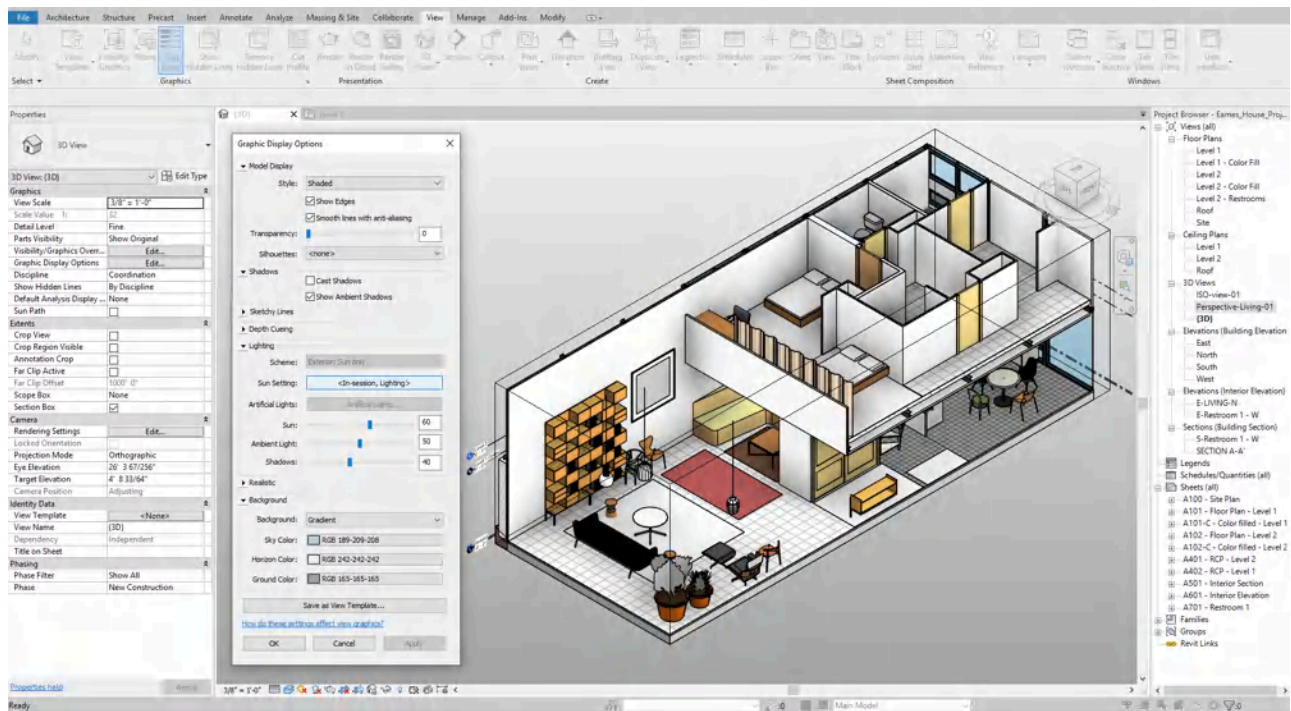 File Architecture Structure Precast Insert Annotate Analyze Massing & Site Collaborate View Manage Add-Ins Modify
Select Graphics Presentation Create Sheet Composition Windows
Properties
3D View
3D View: {3D} Edit Type
Graphics
View Scale 3/8" = 1'-0"
Scale Value 1: 32
Detail Level Fine
Parts Visibility Show Original
Visibility/Graphics Overr... Edit...
Graphic Display Options Edit...
Discipline Coordination
Show Hidden Lines By Discipline
Default Analysis Display ... None
Sun Path
Extents
Crop View
Crop Region Visible
Annotation Crop
Far Clip Active
Far Clip Offset 1000' 0"
Scope Box None
Section Box
Camera
Rendering Settings Edit...
Locked Orientation
Projection Mode Orthographic
Eye Elevation 26' 3 67/256"
Target Elevation 4' 8 33/64"
Camera Position Adjusting
Identity Data
View Template <None>
View Name {3D}
Dependency Independent
Title on Sheet
Phasing
Phase Filter Show All
Phase New Construction
Properties help
{3D}
Graphic Display Options
Model Display
Style: Shaded
Show Edges
Smooth lines with anti-aliasing
Transparency: 0
Silhouettes: <none>
Shadows
Cast Shadows
Show Ambient Shadows
Sketchy Lines
Depth Cueing
Lighting
Scheme: Exterior: Sun only
Sun Setting: <In-session, Lighting>
Artificial Lights: Artificial Lights...
Sun: 60
Ambient Light: 50
Shadows: 40
Realistic
Background
Background: Gradient
Sky Color: RGB 189-209-208
Horizon Color: RGB 242-242-242
Ground Color: RGB 165-165-165
Save as View Template...
How do these settings affect view graphics?
OK Cancel Apply
Project Browser - Eames_House_Proj...
Views (all)
Floor Plans
Level 1
Level 1 - Color Fill
Level 2
Level 2 - Color Fill
Level 2 - Restrooms
Roof
Site
Ceiling Plans
Level 1
Level 2
Roof
3D Views
ISO-view-01
Perspective-Living-01
{3D}
Elevations (Building Elevation
East
North
South
West
Elevations (Interior Elevation)
E-LIVING-N
E-Restroom 1 - W
Sections (Building Section)
S-Restroom 1 - W
SECTION A-A'
Legends
Schedules/Quantities (all)
Sheets (all)
A100 - Site Plan
A101 - Floor Plan - Level 1
A101-C - Color filled - Level 1
A102 - Floor Plan - Level 2
A102-C - Color filled - Level 2
A401 - RCP - Level 2
A402 - RCP - Level 1
A501 - Interior Section
A601 - Interior Elevation
A701 - Restroom 1
Families
Groups
Revit Links
3/8" = 1'-0"
Ready
:0 Main Model :0